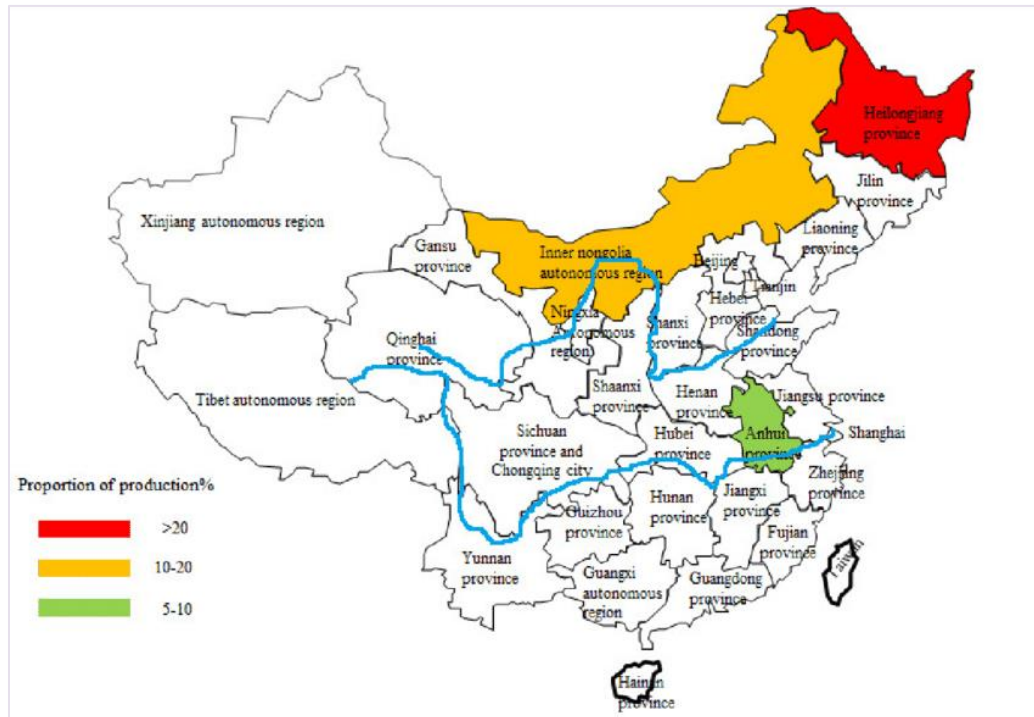 Heilongjiang
province
Jilin
province
Liaoning
province
Xinjiang autonomous region
Gansu
province
Inner nongolia
autonomous region
Beijing
Tianjin
Hebei
province
Ningxia
Autonomous
region
Shanxi
province
Shandong
province
Qinghai
province
Tibet autonomous region
Shaanxi
province
Henan
province
Jiangsu province
Anhui
province
Shanghai
Sichuan
province and
Chongqing city
Hubei
province
Zhejiang
province
Proportion of production%
>20
10-20
5-10
Guizhou
province
Hunan
province
Jiangxi
province
Fujian
province
Yunnan
province
Guangxi
autonomous
region
Guangdong
province
Taiwan
Hainan
province